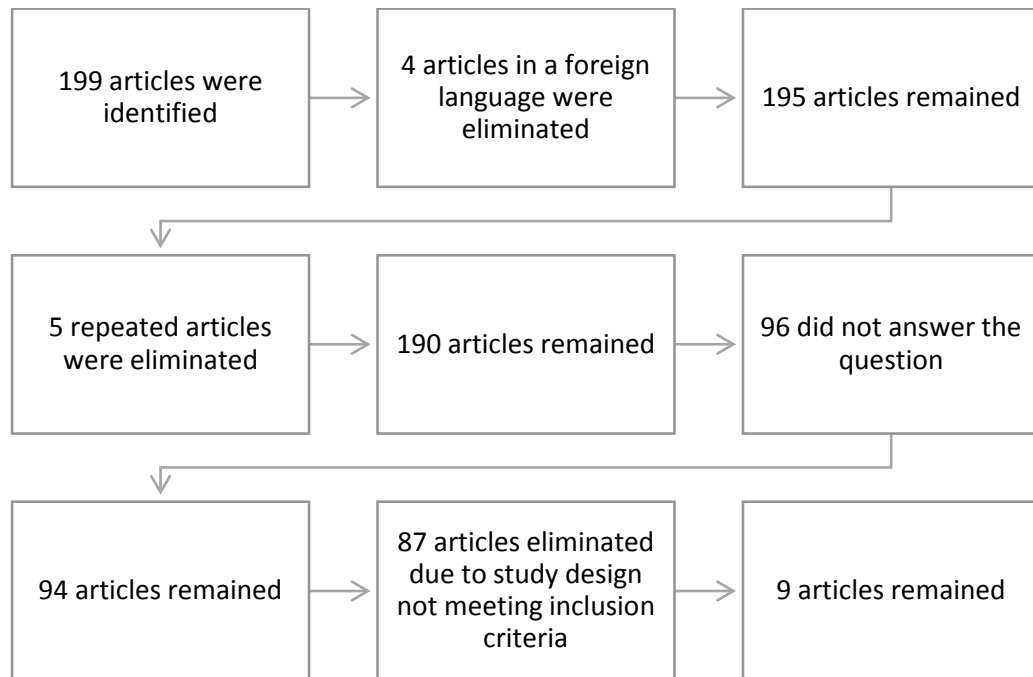 199 articles were
identified
4 articles in a foreign
language were
eliminated
195 articles remained
5 repeated articles
were eliminated
190 articles remained
96 did not answer the
question
94 articles remained
87 articles eliminated
due to study design
not meeting inclusion
criteria
9 articles remained